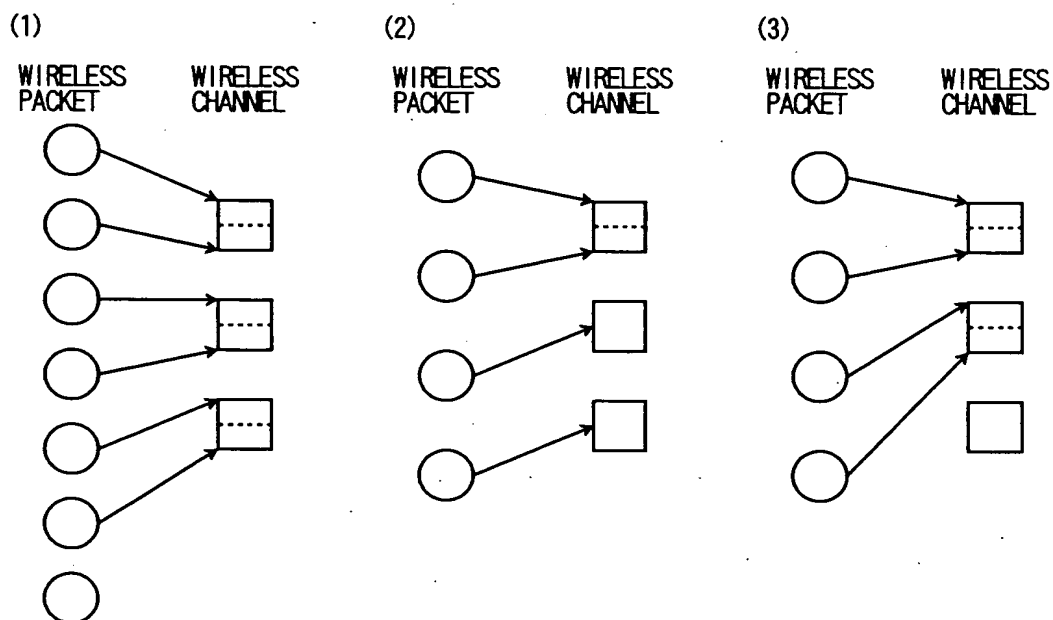 (1)
WIRELESS PACKET
WIRELESS CHANNEL
(2)
WIRELESS PACKET
WIRELESS CHANNEL
(3)
WIRELESS PACKET
WIRELESS CHANNEL